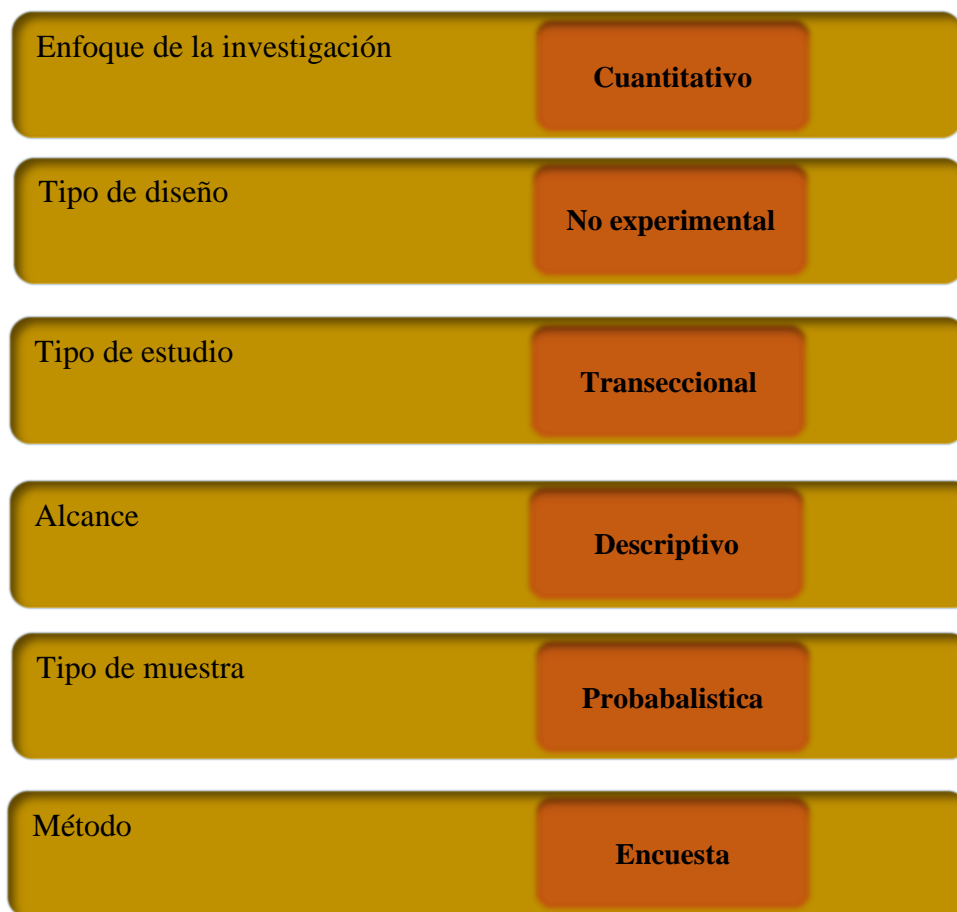 Enfoque de la investigación
Cuantitativo
Tipo de diseño
No experimental
Tipo de estudio
Transeccional
Alcance
Descriptivo
Tipo de muestra
Probabalistica
Método
Encuesta